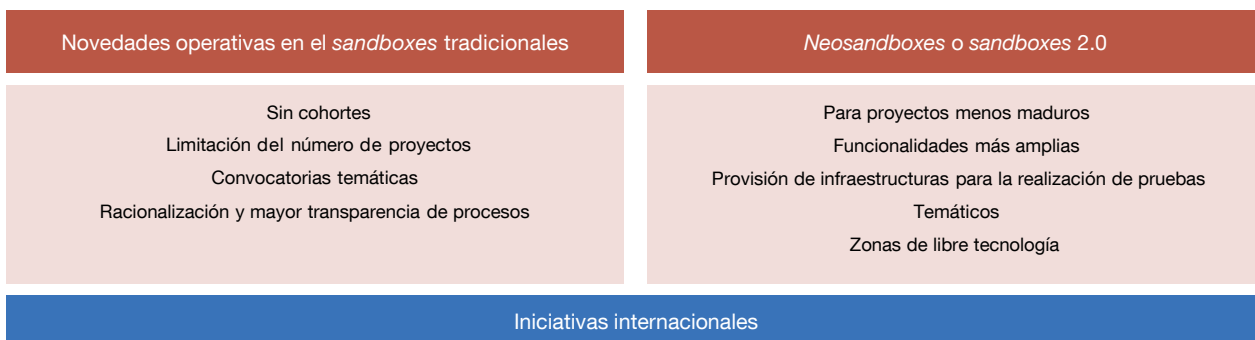 Novedades operativas en el sandboxes tradicionales
Sin cohortes
Limitación del número de proyectos
Convocatorias temáticas
Racionalización y mayor transparencia de procesos
Neosandboxes o sandboxes 2.0
Para proyectos menos maduros
Funcionalidades más amplias
Provisión de infraestructuras para la realización de pruebas
Temáticos
Zonas de libre tecnología
Iniciativas internacionales